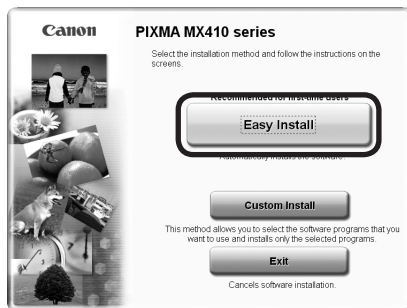 Canon
PIXMA MX410 series
Select the installation method and follow the instructions on the
screens.
Recommended for first-time users
Easy Install
Automatically installs the software.
Custom Install
This method allows you to select the software programs that you
want to use and installs only the selected programs.
Exit
Cancels software installation.